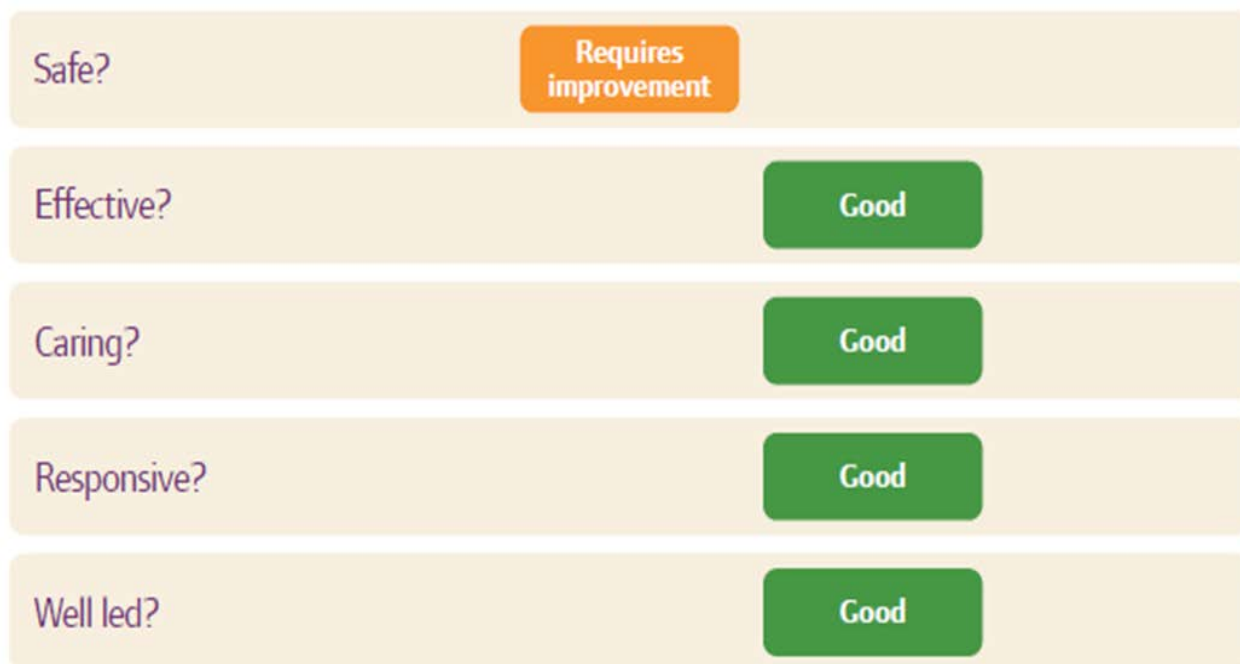 Safe?
Requires
improvement
Effective?
Good
Caring?
Good
Responsive?
Good
Well led?
Good